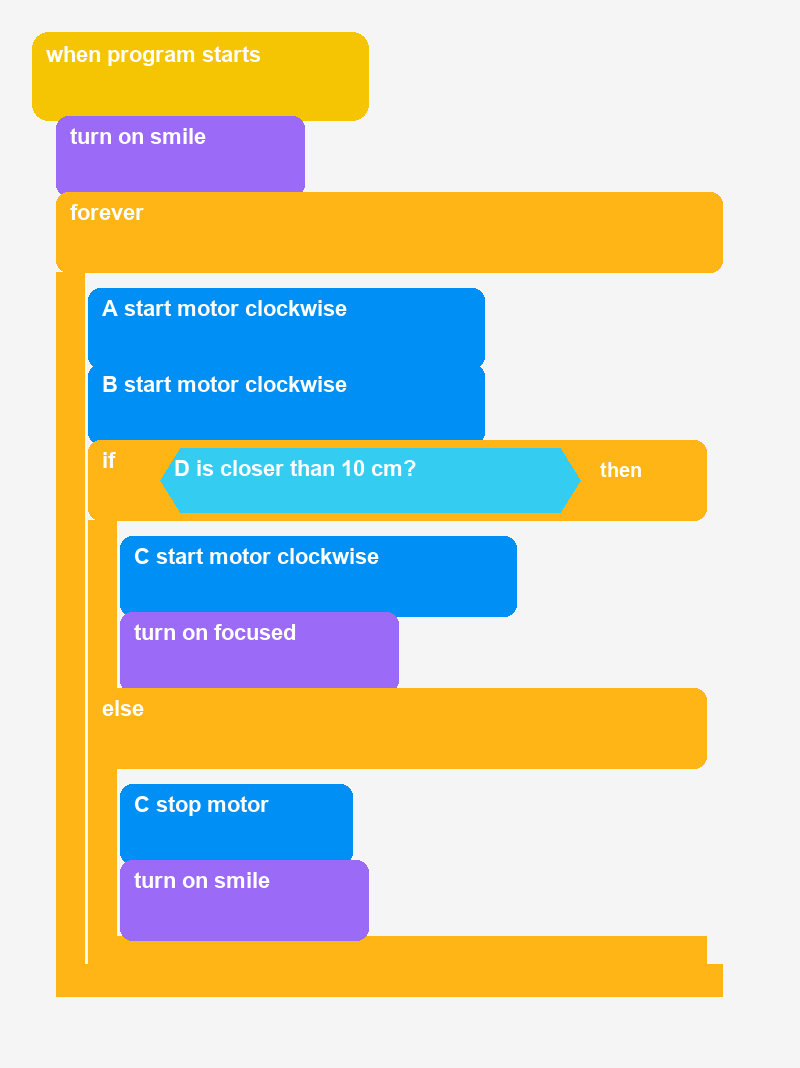 when program starts
turn on smile
forever
A start motor clockwise
B start motor clockwise
if D is closer than 10 cm? then
C start motor clockwise
turn on focused
else
C stop motor
turn on smile